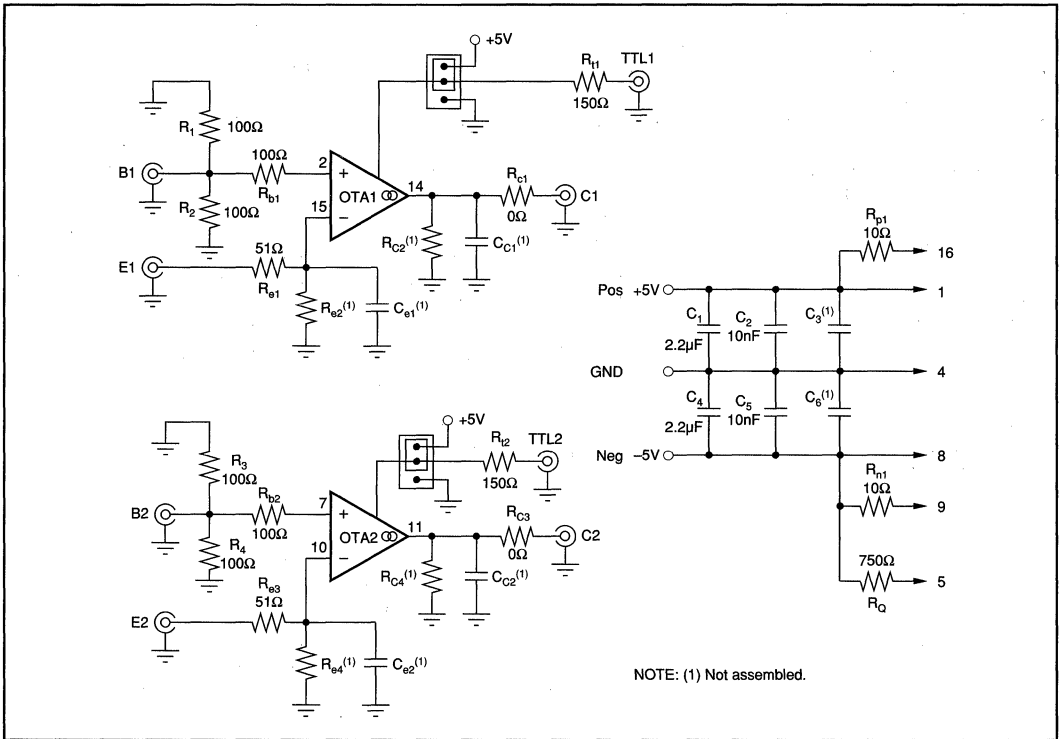 +5V
R1
100Ω
B1
R2
100Ω
100Ω
Rb1
2
+
OTA1
15
−
14
Rt1
150Ω
TTL1
Rc1
0Ω
C1
RC2(1)
CC1(1)
E1
51Ω
Re1
Re2(1)
Ce1(1)
+5V
R3
100Ω
B2
R4
100Ω
Rb2
100Ω
7
+
OTA2
10
−
11
Rt2
150Ω
TTL2
RC3
0Ω
C2
RC4(1)
CC2(1)
E2
Re3
51Ω
Re4(1)
Ce2(1)
Rp1
10Ω
16
Pos +5V
1
C1
2.2µF
C2
10nF
C3(1)
GND
4
C4
2.2µF
C5
10nF
C6(1)
Neg −5V
8
Rn1
10Ω
9
750Ω
RQ
5
NOTE: (1) Not assembled.